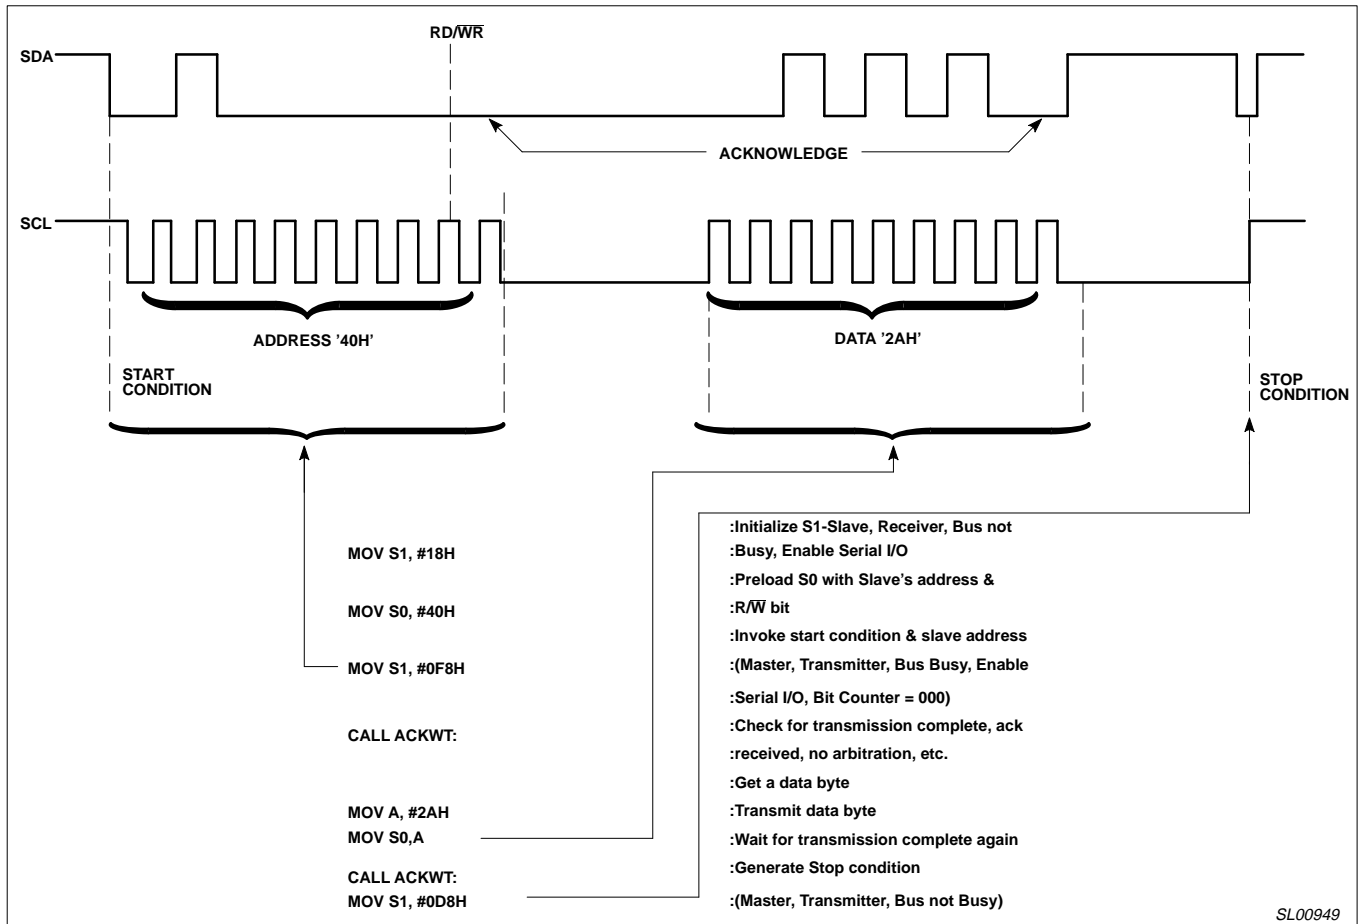 RD/WR
SDA
ACKNOWLEDGE
SCL
ADDRESS '40H'
DATA '2AH'
START
CONDITION
STOP
CONDITION
:Initialize S1-Slave, Receiver, Bus not
MOV S1, #18H
:Busy, Enable Serial I/O
:Preload S0 with Slave's address &
MOV S0, #40H
:R/W bit
:Invoke start condition & slave address
MOV S1, #0F8H
:(Master, Transmitter, Bus Busy, Enable
:Serial I/O, Bit Counter = 000)
CALL ACKWT:
:Check for transmission complete, ack
:received, no arbitration, etc.
:Get a data byte
MOV A, #2AH
:Transmit data byte
MOV S0,A
:Wait for transmission complete again
:Generate Stop condition
CALL ACKWT:
MOV S1, #0D8H
:(Master, Transmitter, Bus not Busy)
SL00949